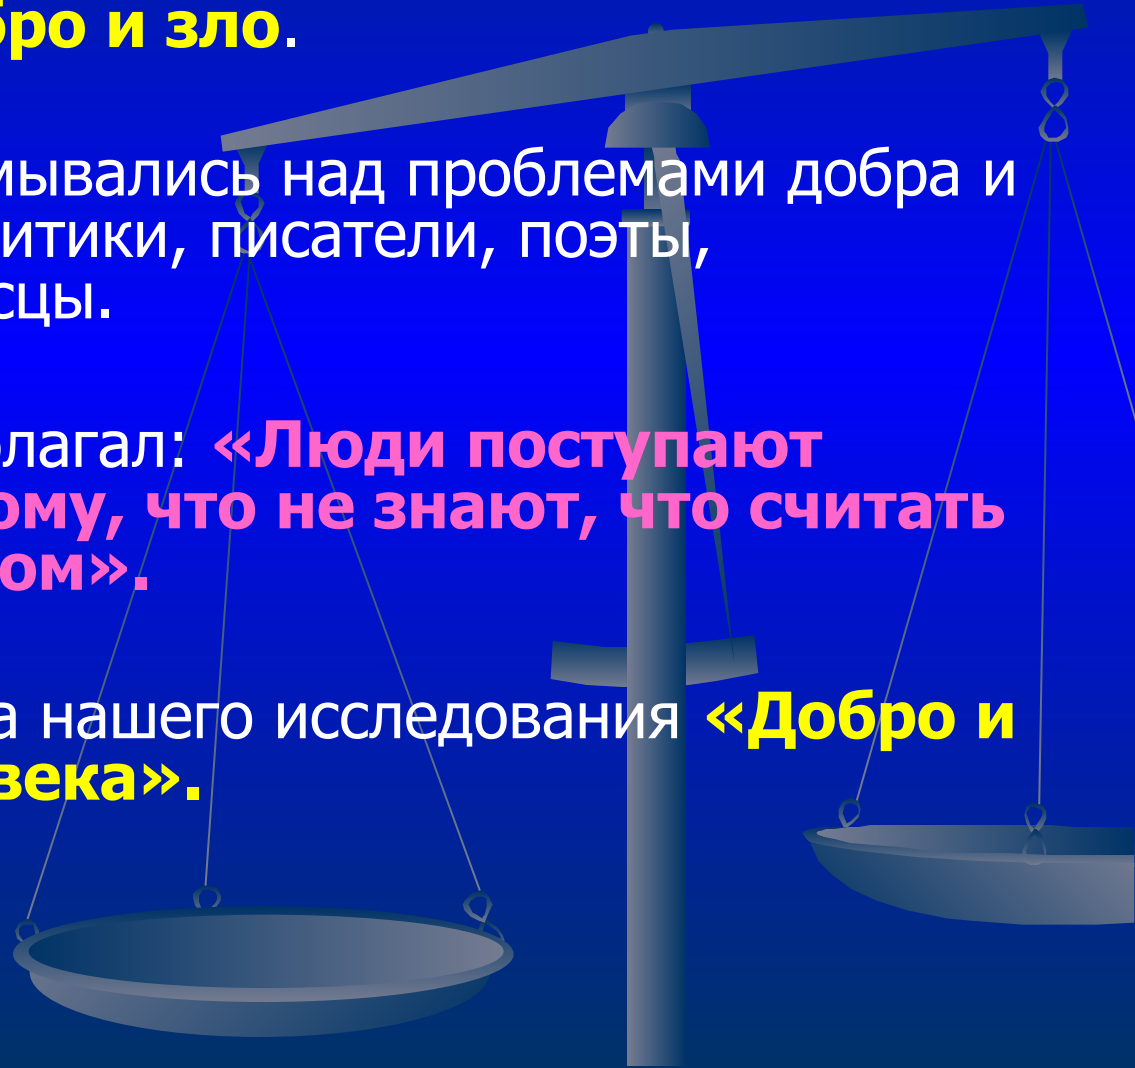 бро и зло.
мывались над проблемами добра и
итики, писатели, поэты,
сцы.
лагал: «Люди поступают
ому, что не знают, что считать
ом».
а нашего исследования «Добро и
века».